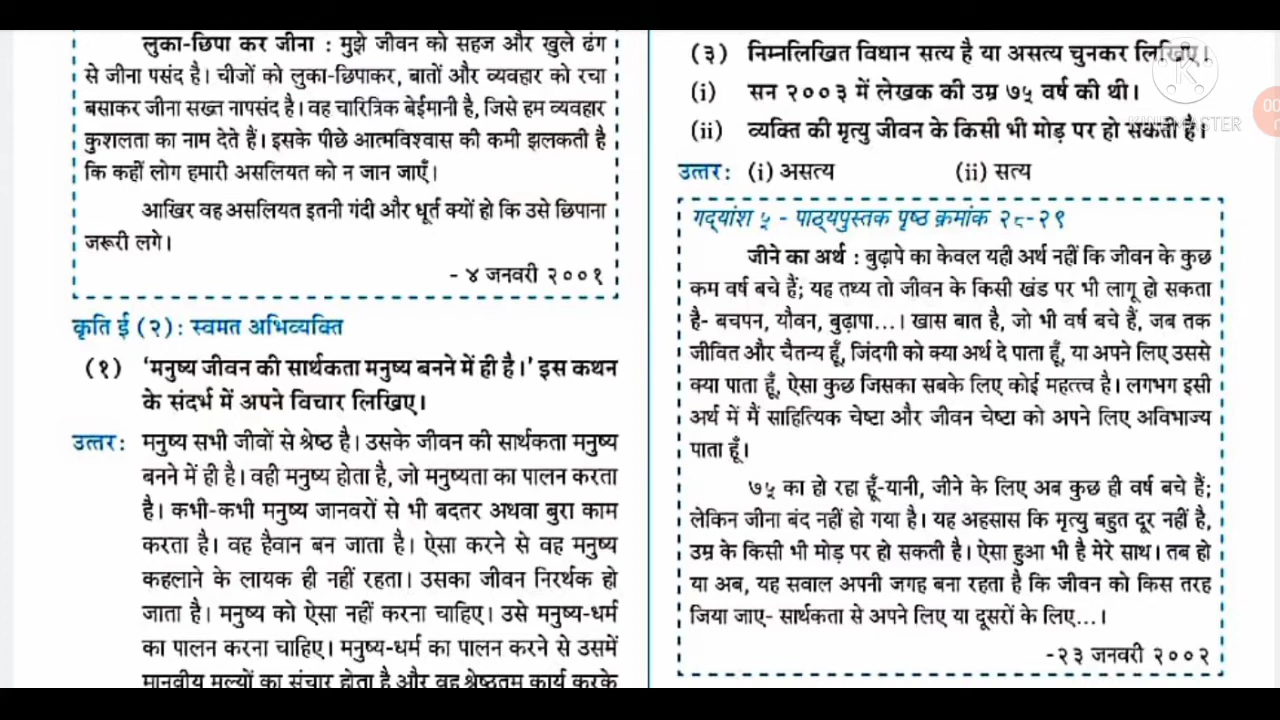 लुका-छिपा कर जीना : मुझे जीवन को सहज और खुले ढंग
से जीना पसंद है। चीजों को लुका-छिपाकर, बातों और व्यवहार को रचा
बसाकर जीना सख्त नापसंद है। वह चारित्रिक बेईमानी है, जिसे हम व्यवहार
कुशलता का नाम देते हैं। इसके पीछे आत्मविश्वास की कमी झलकती है
कि कहीं लोग हमारी असलियत को न जान जाएँ।
आखिर वह असलियत इतनी गंदी और धूर्त क्यों हो कि उसे छिपाना
जरूरी लगे।
- ४ जनवरी २००१
कृति ई (२) : स्वमत अभिव्यक्ति
(१) 'मनुष्य जीवन की सार्थकता मनुष्य बनने में ही है।' इस कथन
के संदर्भ में अपने विचार लिखिए।
उत्तर: मनुष्य सभी जीवों से श्रेष्ठ है। उसके जीवन की सार्थकता मनुष्य
बनने में ही है। वही मनुष्य होता है, जो मनुष्यता का पालन करता
है। कभी-कभी मनुष्य जानवरों से भी बदतर अथवा बुरा काम
करता है। वह हैवान बन जाता है। ऐसा करने से वह मनुष्य
कहलाने के लायक ही नहीं रहता। उसका जीवन निरर्थक हो
जाता है। मनुष्य को ऐसा नहीं करना चाहिए। उसे मनुष्य-धर्म
का पालन करना चाहिए। मनुष्य-धर्म का पालन करने से उसमें
मानवीय मूल्यों का संचार होता है और वह श्रेष्ठतम कार्य करके
(३) निम्नलिखित विधान सत्य है या असत्य चुनकर लिखिए।
(i) सन २००३ में लेखक की उम्र ७५ वर्ष की थी।
(ii) व्यक्ति की मृत्यु जीवन के किसी भी मोड़ पर हो सकती है।
उत्तर: (i) असत्य (ii) सत्य
गद्यांश ५ - पाठ्यपुस्तक पृष्ठ क्रमांक २८-२९
जीने का अर्थ : बुढ़ापे का केवल यही अर्थ नहीं कि जीवन के कुछ
कम वर्ष बचे हैं; यह तथ्य तो जीवन के किसी खंड पर भी लागू हो सकता
है- बचपन, यौवन, बुढ़ापा...। खास बात है, जो भी वर्ष बचे हैं, जब तक
जीवित और चैतन्य हूँ, जिंदगी को क्या अर्थ दे पाता हूँ, या अपने लिए उससे
क्या पाता हूँ, ऐसा कुछ जिसका सबके लिए कोई महत्त्व है। लगभग इसी
अर्थ में मैं साहित्यिक चेष्टा और जीवन चेष्टा को अपने लिए अविभाज्य
पाता हूँ।
७५ का हो रहा हूँ-यानी, जीने के लिए अब कुछ ही वर्ष बचे हैं;
लेकिन जीना बंद नहीं हो गया है। यह अहसास कि मृत्यु बहुत दूर नहीं है,
उम्र के किसी भी मोड़ पर हो सकती है। ऐसा हुआ भी है मेरे साथ। तब हो
या अब, यह सवाल अपनी जगह बना रहता है कि जीवन को किस तरह
जिया जाए- सार्थकता से अपने लिए या दूसरों के लिए...।
-२३ जनवरी २००२
K
KINEMASTER
00